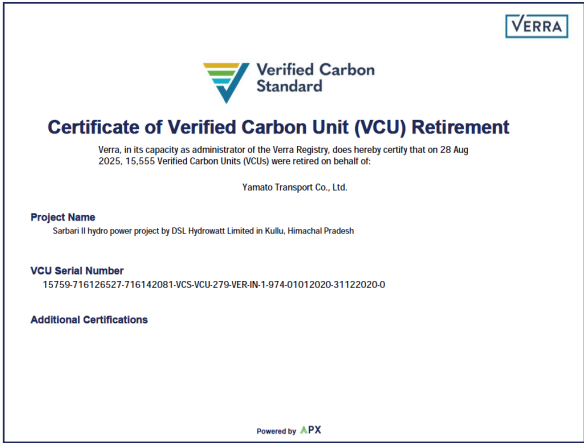 VERRA
Verified Carbon
Standard
Certificate of Verified Carbon Unit (VCU) Retirement
Verra, in its capacity as administrator of the Verra Registry, does hereby certify that on 28 Aug
2025, 15,555 Verified Carbon Units (VCUs) were retired on behalf of:
Yamato Transport Co., Ltd.
Project Name
Sarbari II hydro power project by DSL Hydrowatt Limited in Kullu, Himachal Pradesh
VCU Serial Number
15759-716126527-716142081-VCS-VCU-279-VER-IN-1-974-01012020-31122020-0
Additional Certifications
Powered by APX